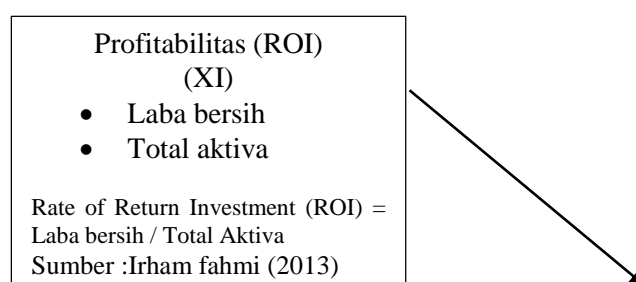 Profitabilitas (ROI)
(XI)
• Laba bersih
• Total aktiva
Rate of Return Investment (ROI) =
Laba bersih / Total Aktiva
Sumber :Irham fahmi (2013)